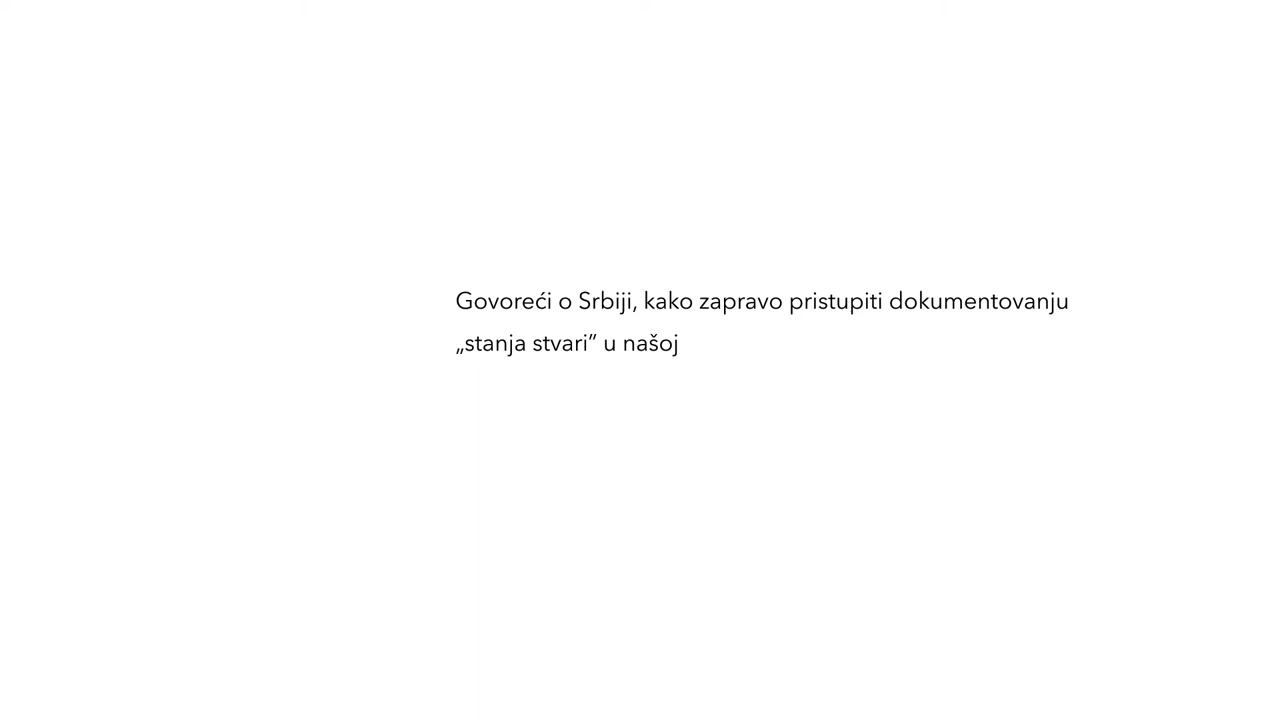 Govoreći o Srbiji, kako zapravo pristupiti dokumentovanju
„stanja stvari” u našoj